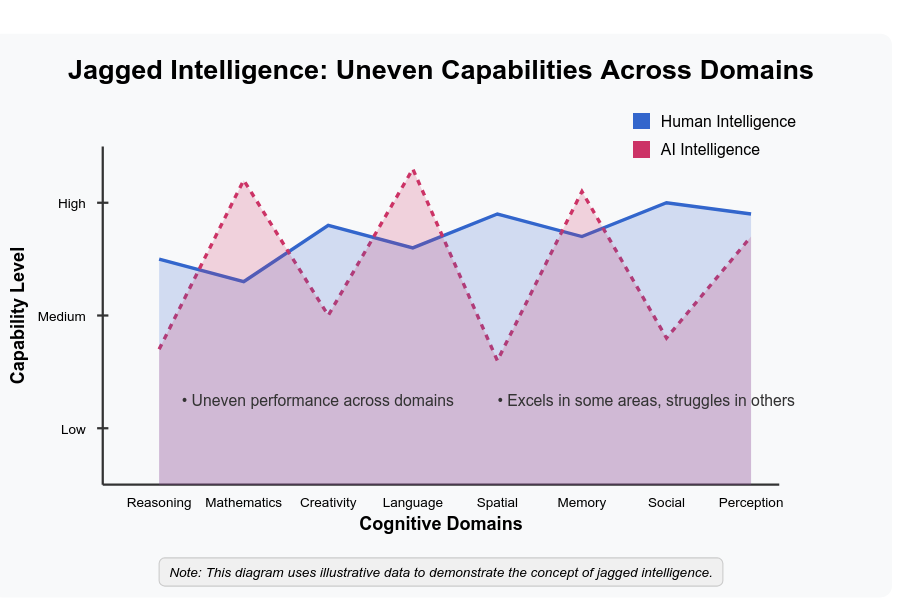 Jagged Intelligence: Uneven Capabilities Across Domains
Human Intelligence
AI Intelligence
Capability Level
High
Medium
Low
• Uneven performance across domains
• Excels in some areas, struggles in others
Reasoning Mathematics Creativity Language Spatial Memory Social Perception
Cognitive Domains
Note: This diagram uses illustrative data to demonstrate the concept of jagged intelligence.